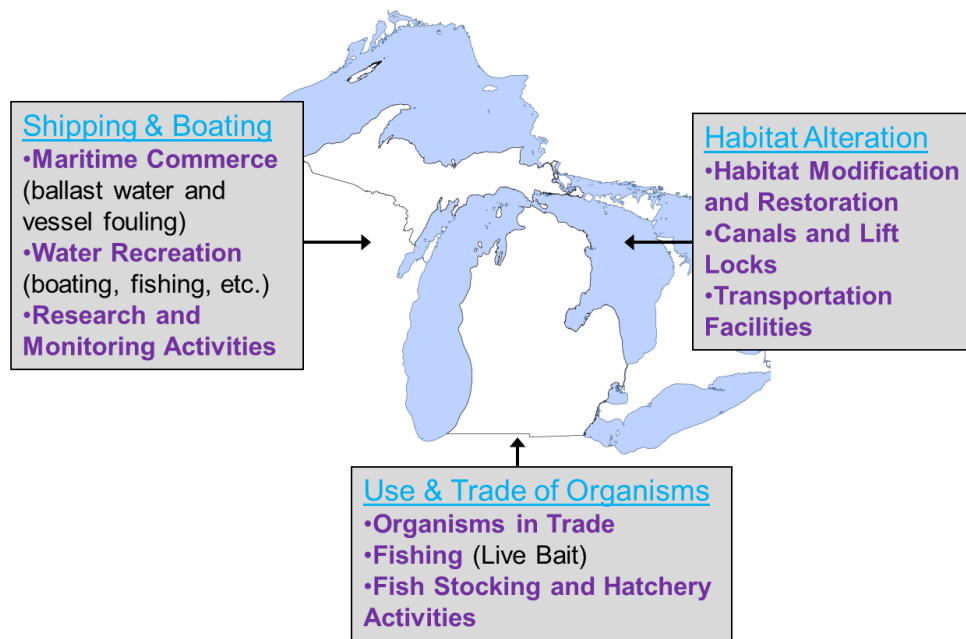 Shipping & Boating
•Maritime Commerce
(ballast water and
vessel fouling)
•Water Recreation
(boating, fishing, etc.)
•Research and
Monitoring Activities
Habitat Alteration
•Habitat Modification
and Restoration
•Canals and Lift
Locks
•Transportation
Facilities
Use & Trade of Organisms
•Organisms in Trade
•Fishing (Live Bait)
•Fish Stocking and Hatchery
Activities